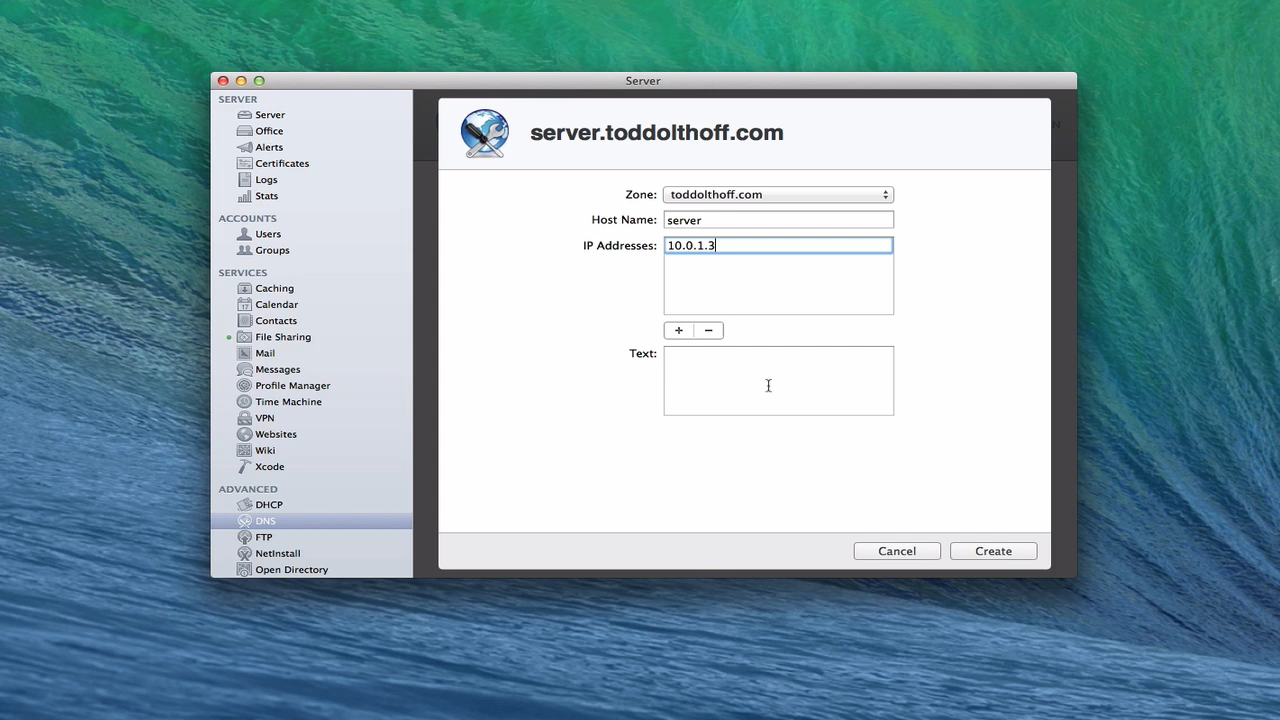 Server
SERVER
Server
Office
Alerts
Certificates
Logs
Stats
ACCOUNTS
Users
Groups
SERVICES
Caching
17 Calendar
Contacts
File Sharing
Mail
Messages
Profile Manager
Time Machine
VPN
Websites
Wiki
Xcode
ADVANCED
DHCP
DNS
FTP
NetInstall
Open Directory
server.toddolthoff.com
Zone: toddolthoff.com
Host Name: server
IP Addresses: 10.0.1.3
+ −
Text:
Cancel Create